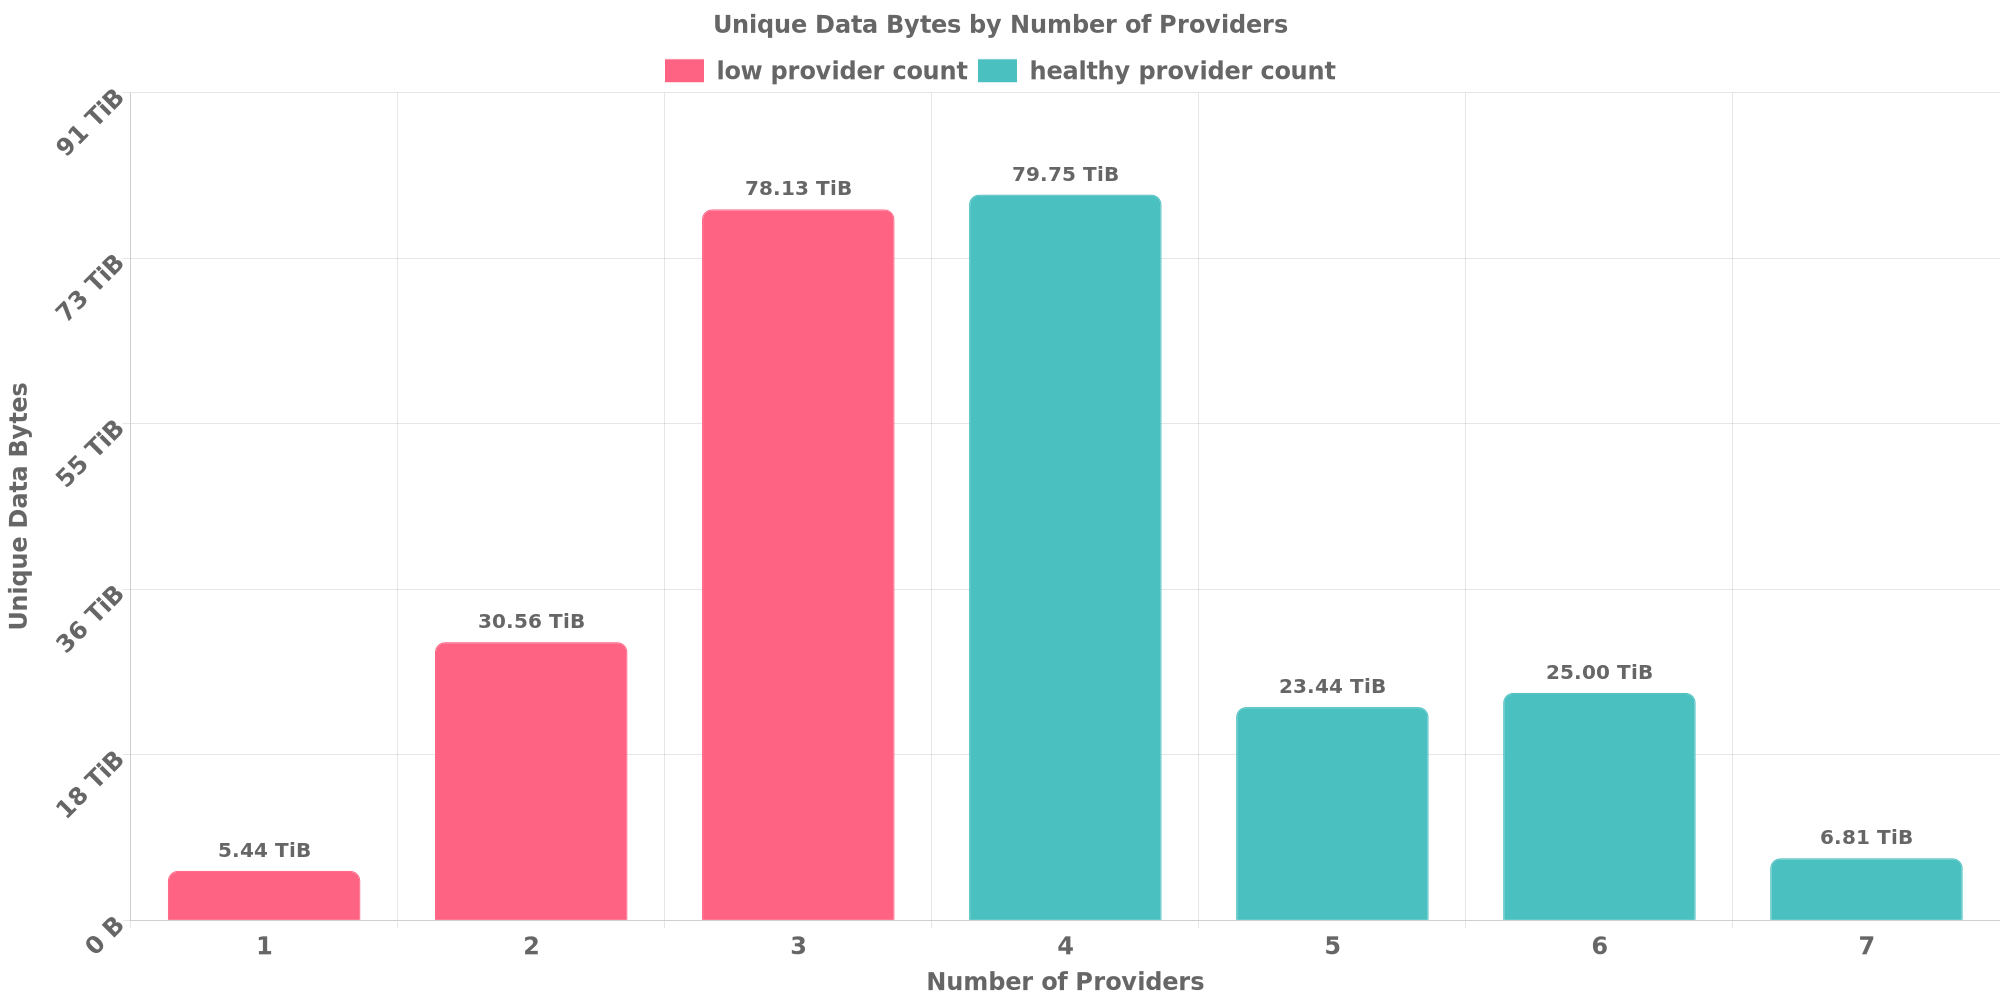 Unique Data Bytes by Number of Providers
low provider count healthy provider count
91 TiB
73 TiB
55 TiB
36 TiB
18 TiB
0 B
Unique Data Bytes
5.44 TiB
30.56 TiB
78.13 TiB
79.75 TiB
23.44 TiB
25.00 TiB
6.81 TiB
1 2 3 4 5 6 7
Number of Providers